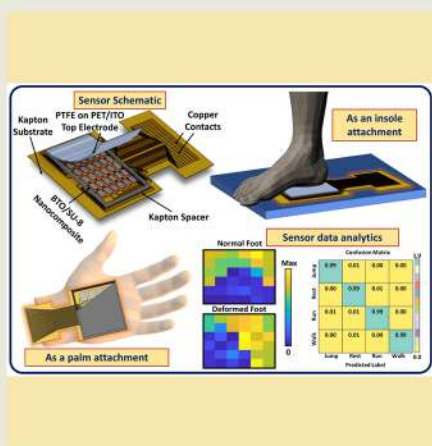 Sensor Schematic
PTFE on PET/ITO
Top Electrode
Kapton
Substrate
Copper
Contacts
BTO/SU-8
Nanocomposite
Kapton Spacer
As an insole
attachment
As a palm attachment
Normal Foot
Deformed Foot
Max
0
Sensor data analytics
Confusion Matrix
Jump
0.99 0.01 0.00 0.00
Rest
0.00 0.99 0.01 0.00
Run
0.01 0.01 0.99 0.00
Walk
0.00 0.01 0.00 0.99
Jump Rest Run Walk
Predicted Label
0.0